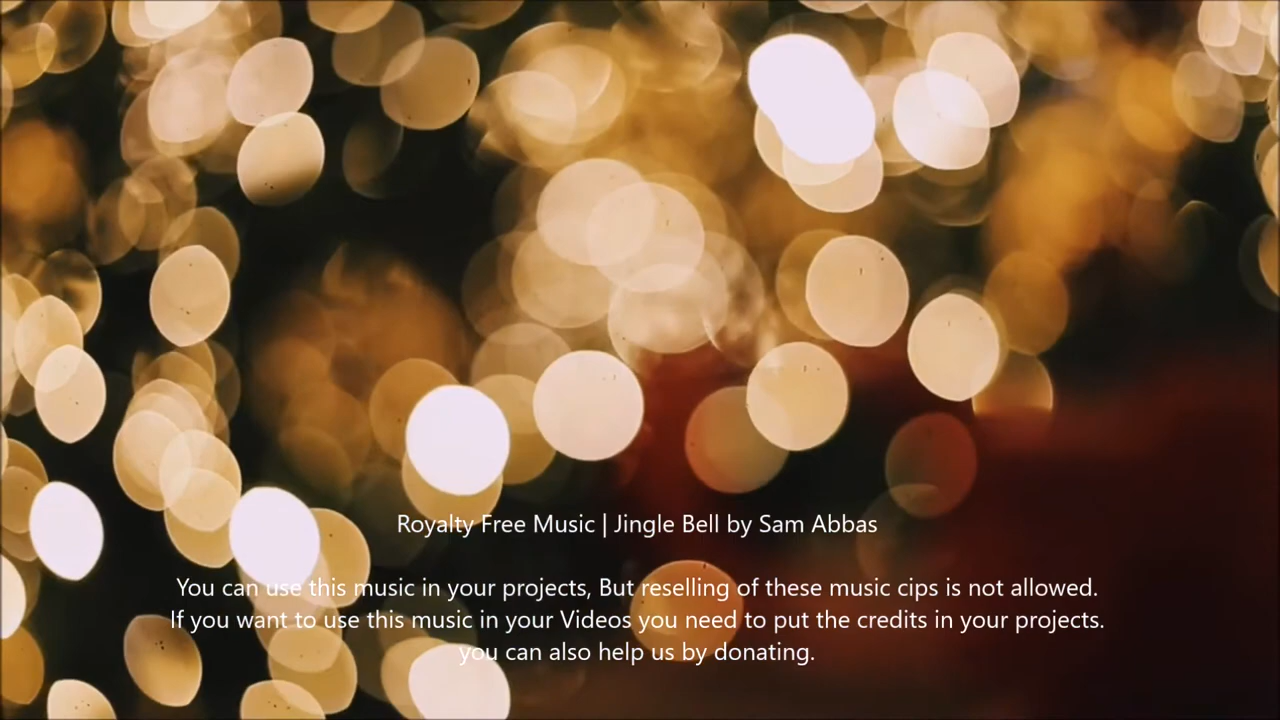 Royalty Free Music | Jingle Bell by Sam Abbas
You can use this music in your projects, But reselling of these music cips is not allowed.
If you want to use this music in your Videos you need to put the credits in your projects.
you can also help us by donating.